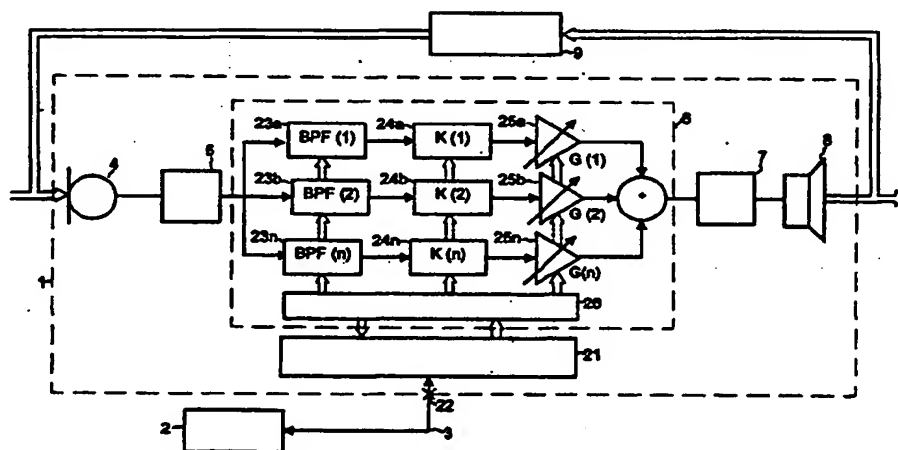 9
23a
24a
25a
6
BPF (1)
K (1)
4
5
G (1)
7
8
23b
24b
25b
BPF (2)
K (2)
G (2)
23n
24n
25n
BPF (n)
K (n)
G(n)
1
26
21
22
2
3